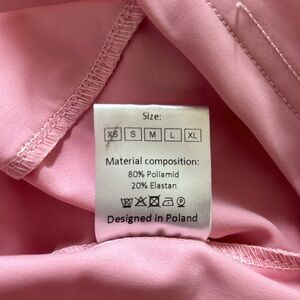 Size:
XS S M L XL
Material composition:
80% Poliamid
20% Elastan
Designed in Poland